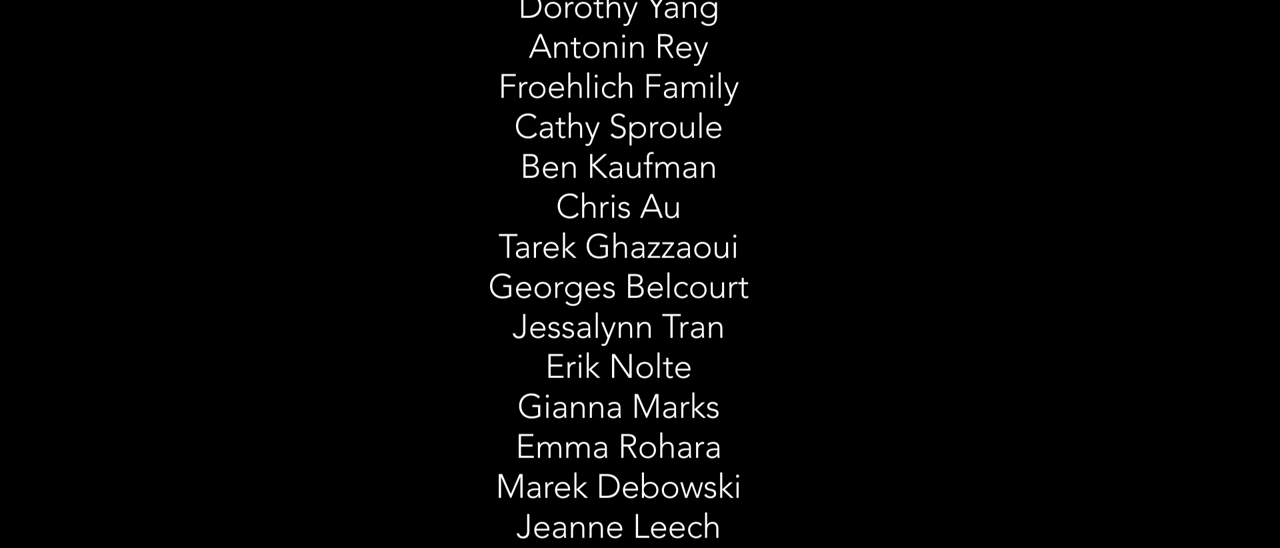 Dorothy Yang
Antonin Rey
Froehlich Family
Cathy Sproule
Ben Kaufman
Chris Au
Tarek Ghazzaoui
Georges Belcourt
Jessalynn Tran
Erik Nolte
Gianna Marks
Emma Rohara
Marek Debowski
Jeanne Leech